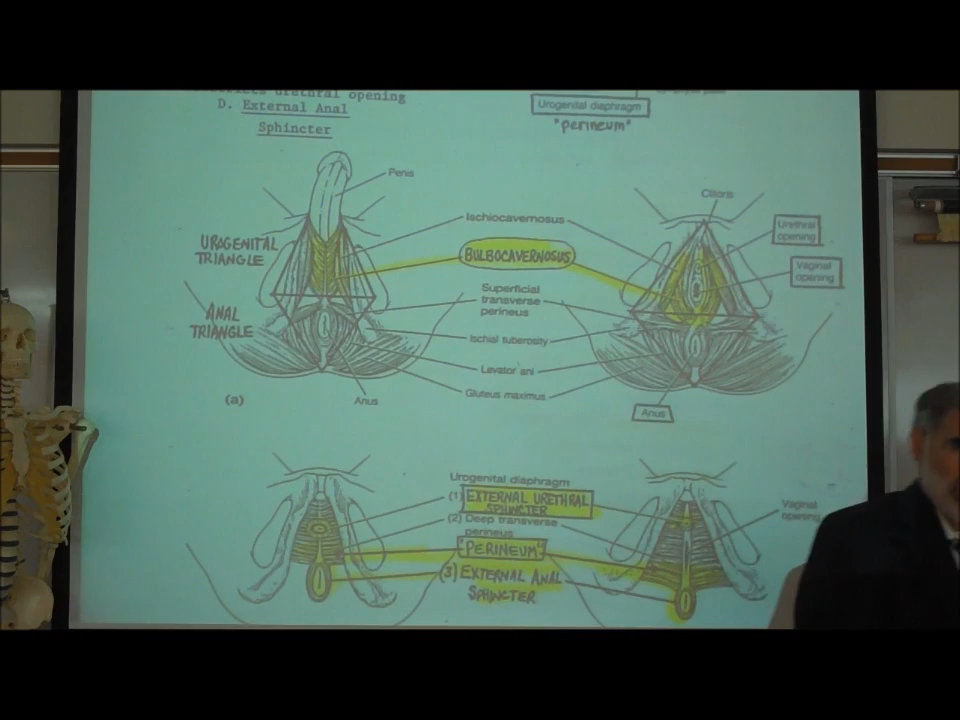 urethral opening
D. External Anal
Sphincter
Urogenital diaphragm
"perineum"
Penis
Clitoris
Ischiocavernosus
Urethral
opening
UROGENITAL
TRIANGLE
BULBOCAVERNOSUS
Vaginal
opening
Superficial
transverse
perineus
ANAL
TRIANGLE
Ischial tuberosity
Levator ani
Gluteus maximus
(a)
Anus
Anus
Urogenital diaphragm
(1) EXTERNAL URETHRAL
SPHINCTER
(2) Deep transverse
perineus
Vaginal
opening
"PERINEUM"
(3) EXTERNAL ANAL
SPHINCTER